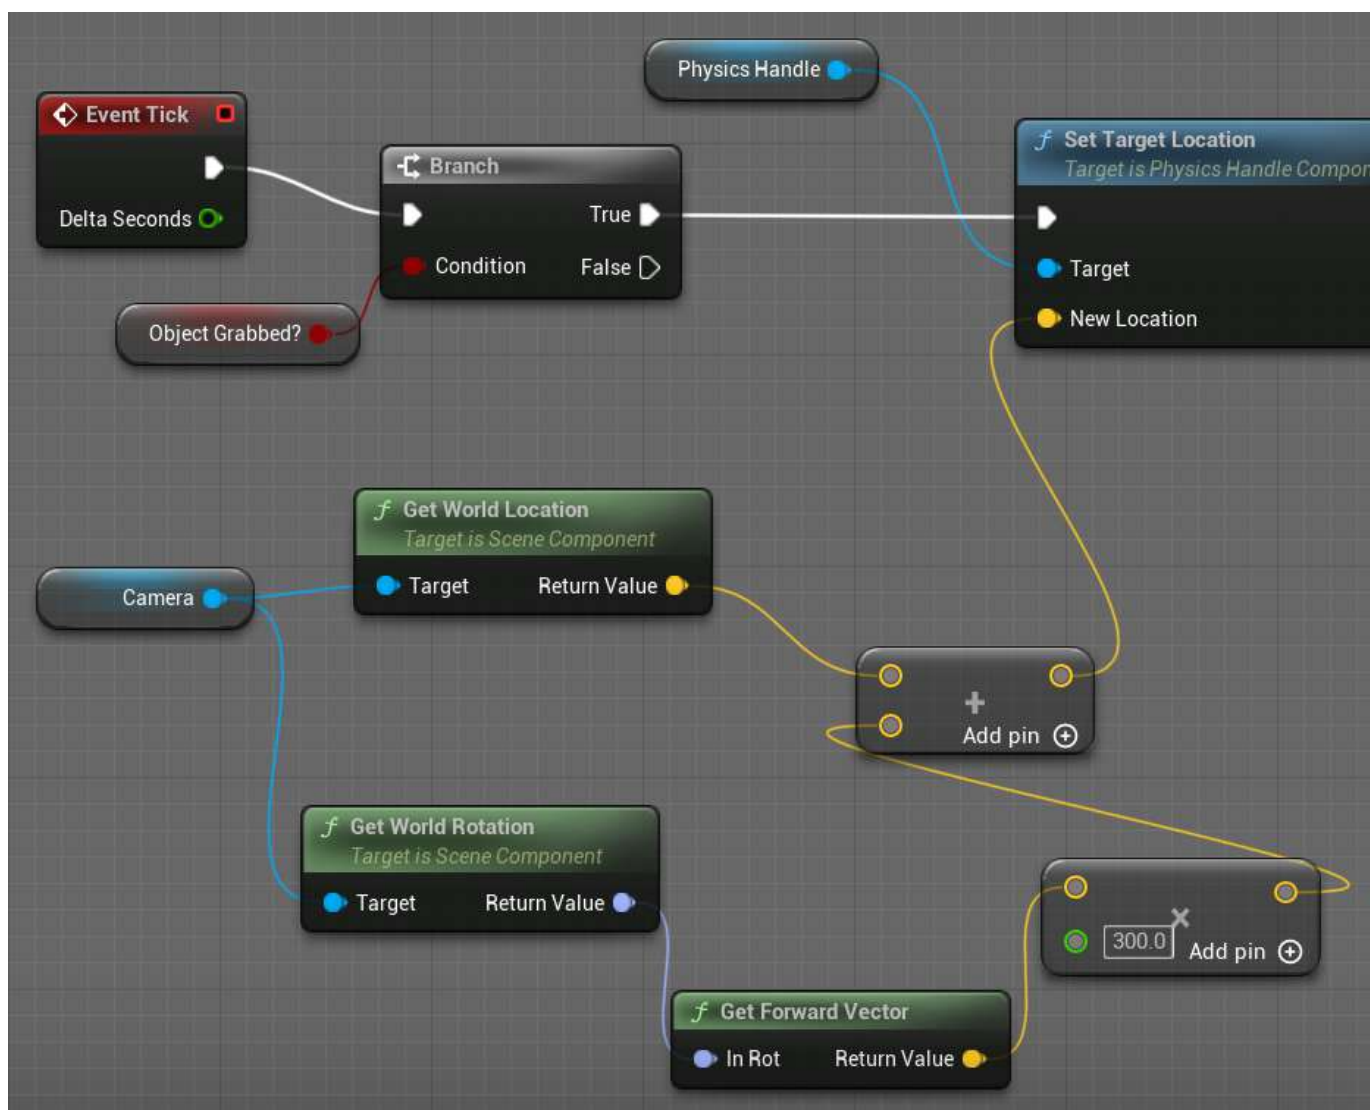 Physics Handle
Event Tick
Delta Seconds
Branch
True
Condition
False
Object Grabbed?
Set Target Location
Target is Physics Handle
Target
New Location
Get World Location
Target is Scene Component
Target
Return Value
Camera
Add pin
Get World Rotation
Target is Scene Component
Target
Return Value
300.0
Add pin
Get Forward Vector
In Rot
Return Value